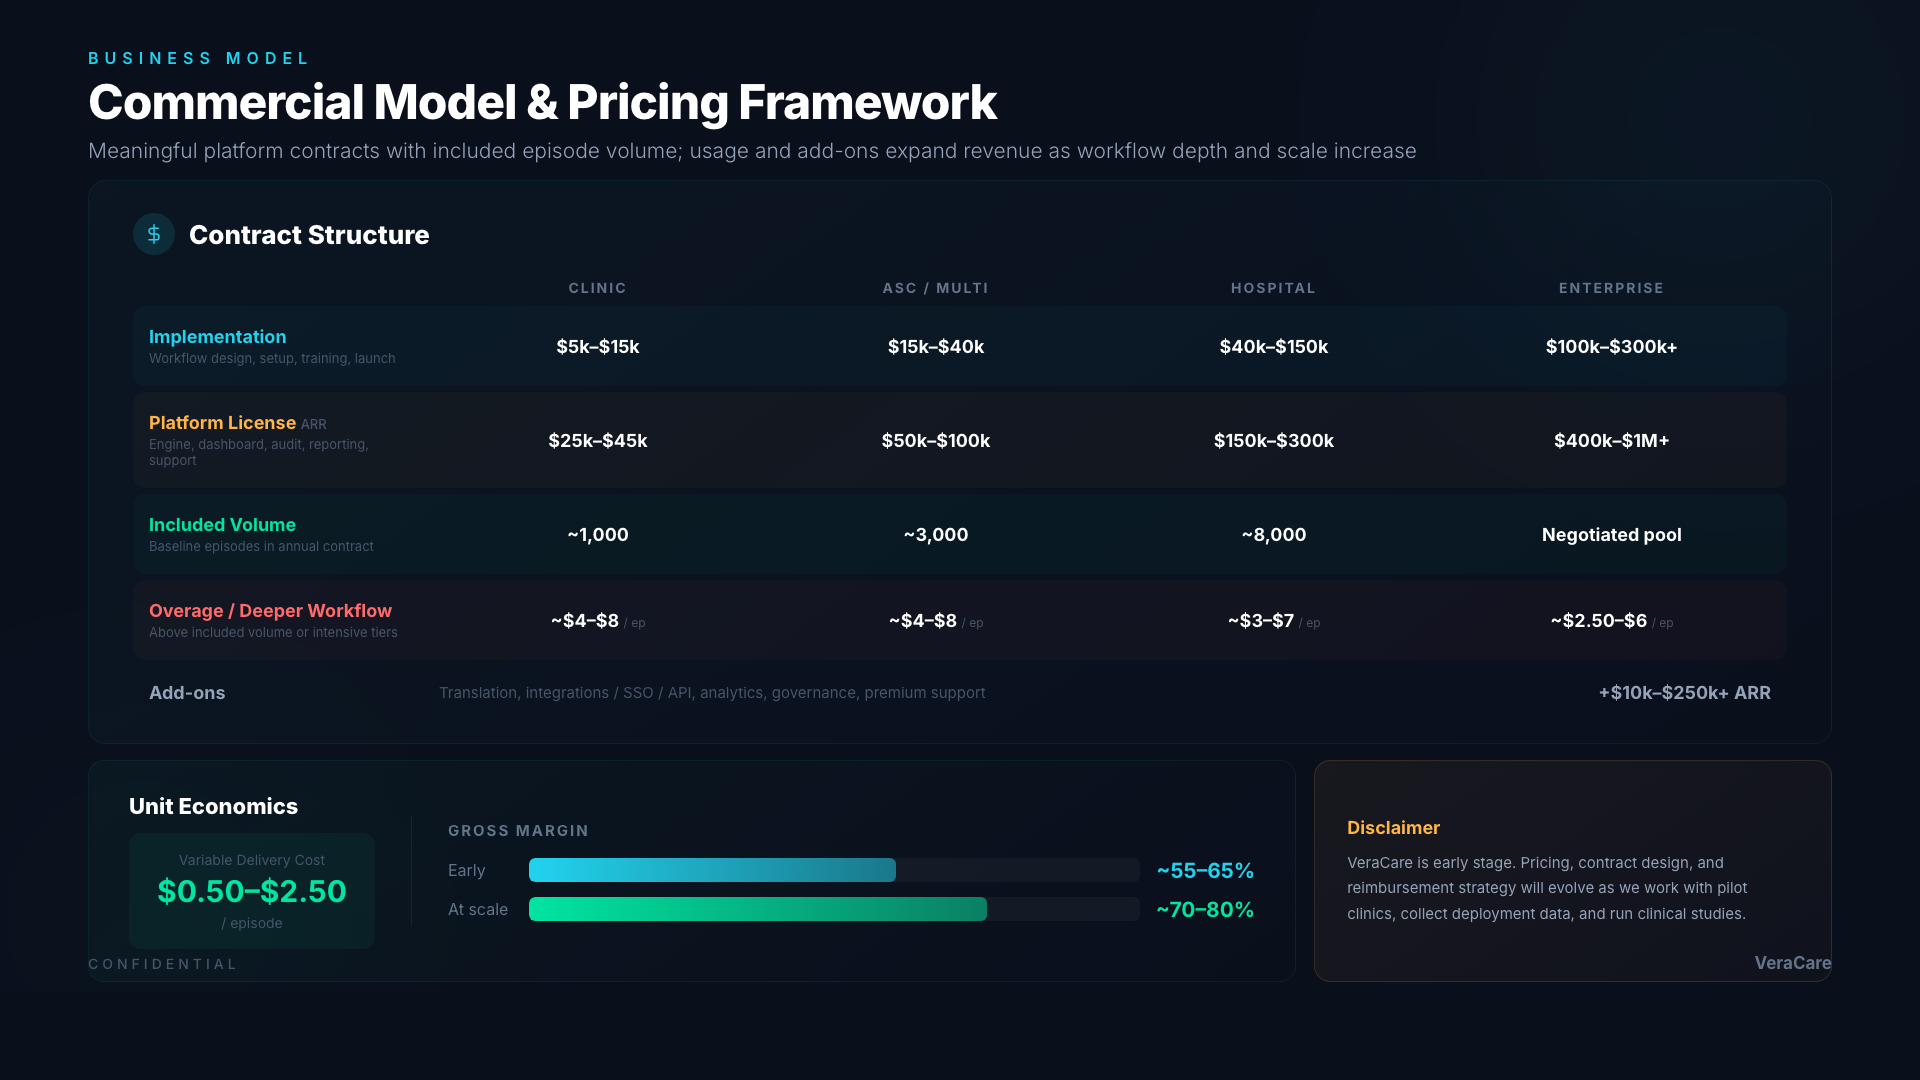 BUSINESS MODEL
Commercial Model & Pricing Framework
Meaningful platform contracts with included episode volume; usage and add-ons expand revenue as workflow depth and scale increase
$ Contract Structure
CLINIC ASC / MULTI HOSPITAL ENTERPRISE
Implementation
Workflow design, setup, training, launch
$5k–$15k $15k–$40k $40k–$150k $100k–$300k+
Platform License ARR
Engine, dashboard, audit, reporting,
support
$25k–$45k $50k–$100k $150k–$300k $400k–$1M+
Included Volume
Baseline episodes in annual contract
~1,000 ~3,000 ~8,000 Negotiated pool
Overage / Deeper Workflow
Above included volume or intensive tiers
~$4–$8 / ep ~$4–$8 / ep ~$3–$7 / ep ~$2.50–$6 / ep
Add-ons Translation, integrations / SSO / API, analytics, governance, premium support +$10k–$250k+ ARR
Unit Economics
Variable Delivery Cost
$0.50–$2.50
/ episode
GROSS MARGIN
Early ~55–65%
At scale ~70–80%
Disclaimer
VeraCare is early stage. Pricing, contract design, and
reimbursement strategy will evolve as we work with pilot
clinics, collect deployment data, and run clinical studies.
CONFIDENTIAL
VeraCare